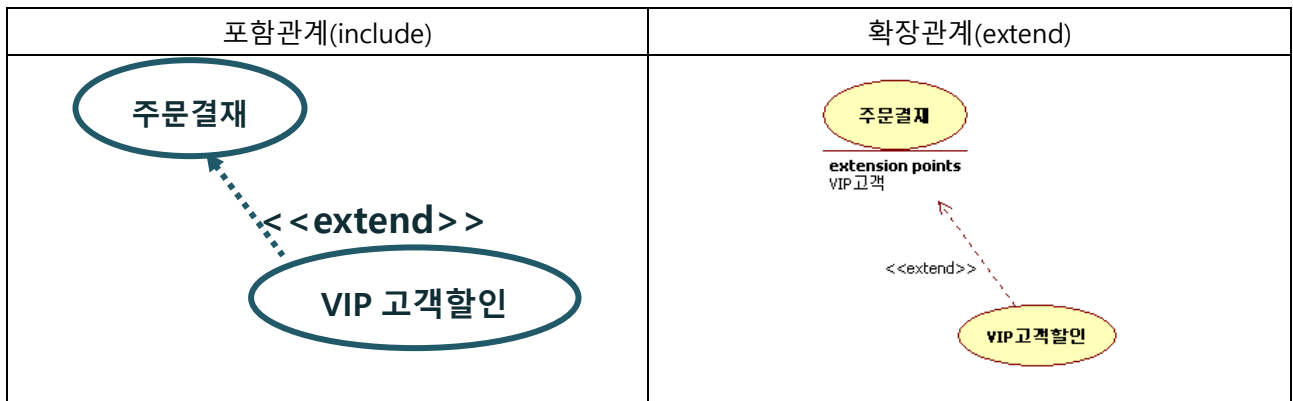 포함관계(include)
확장관계(extend)
주문결재
<<extend>>
VIP 고객할인
주문결재
extension points
VIP고객
<<extend>>
VIP고객할인